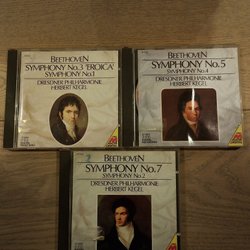 BEETHOVEN
SYMPHONY No.3 'EROICA'
SYMPHONY No.1
DRESDNER PHILHARMONIE
HERBERT KEGEL
BEETHOVEN
SYMPHONY No.5
SYMPHONY No.4
DRESDNER PHILHARMONIE
HERBERT KEGEL
BEETHOVEN
SYMPHONY No.7
SYMPHONY No.2
DRESDNER PHILHARMONIE
HERBERT KEGEL